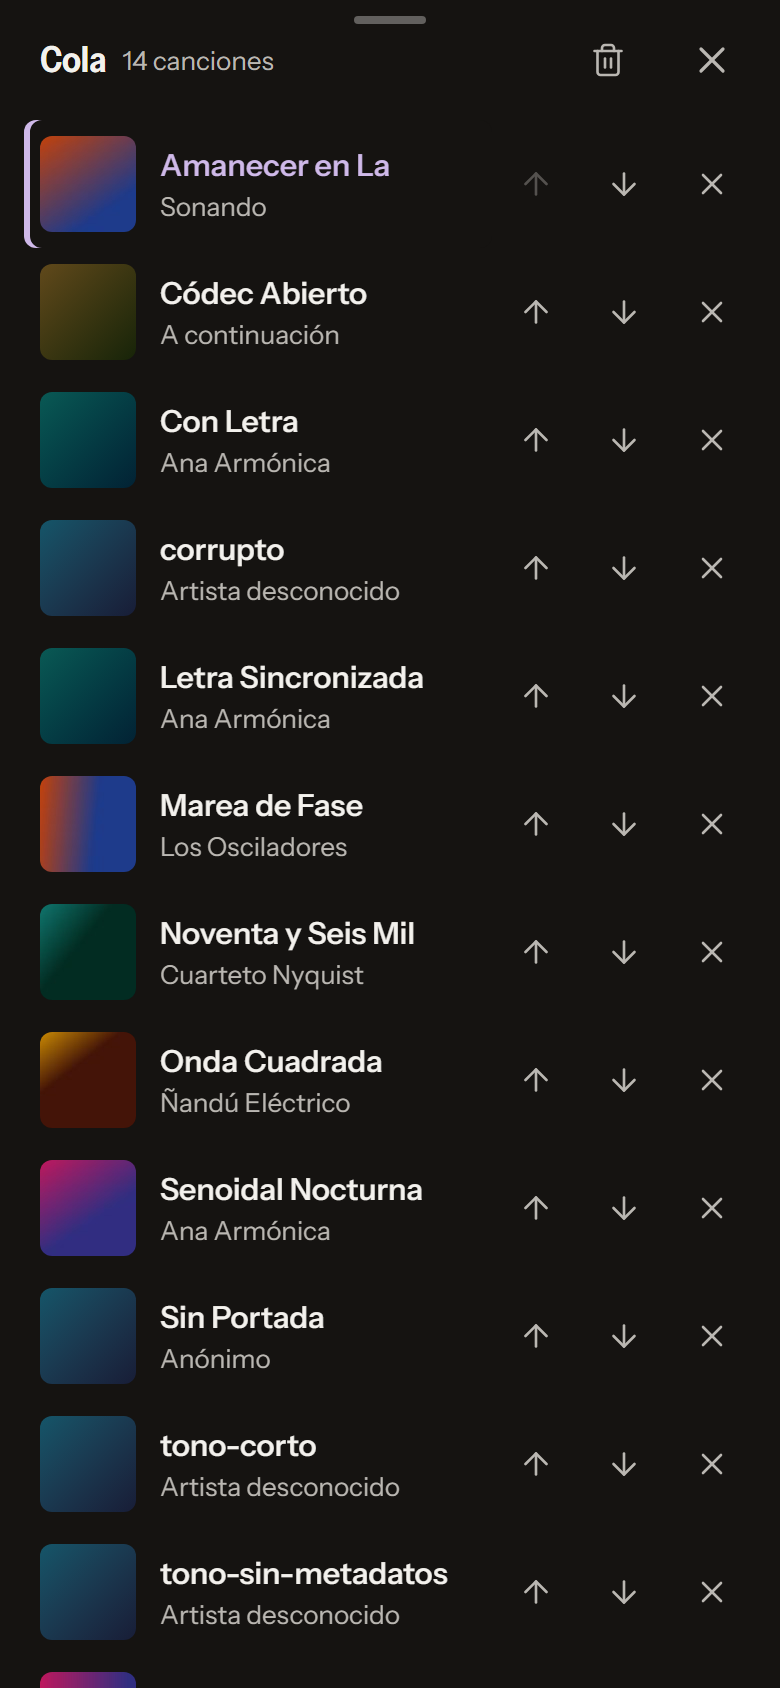 Cola 14 canciones
Amanecer en La
Sonando
Códec Abierto
A continuación
Con Letra
Ana Armónica
corrupto
Artista desconocido
Letra Sincronizada
Ana Armónica
Marea de Fase
Los Osciladores
Noventa y Seis Mil
Cuarteto Nyquist
Onda Cuadrada
Ñandú Eléctrico
Senoidal Nocturna
Ana Armónica
Sin Portada
Anónimo
tono-corto
Artista desconocido
tono-sin-metadatos
Artista desconocido